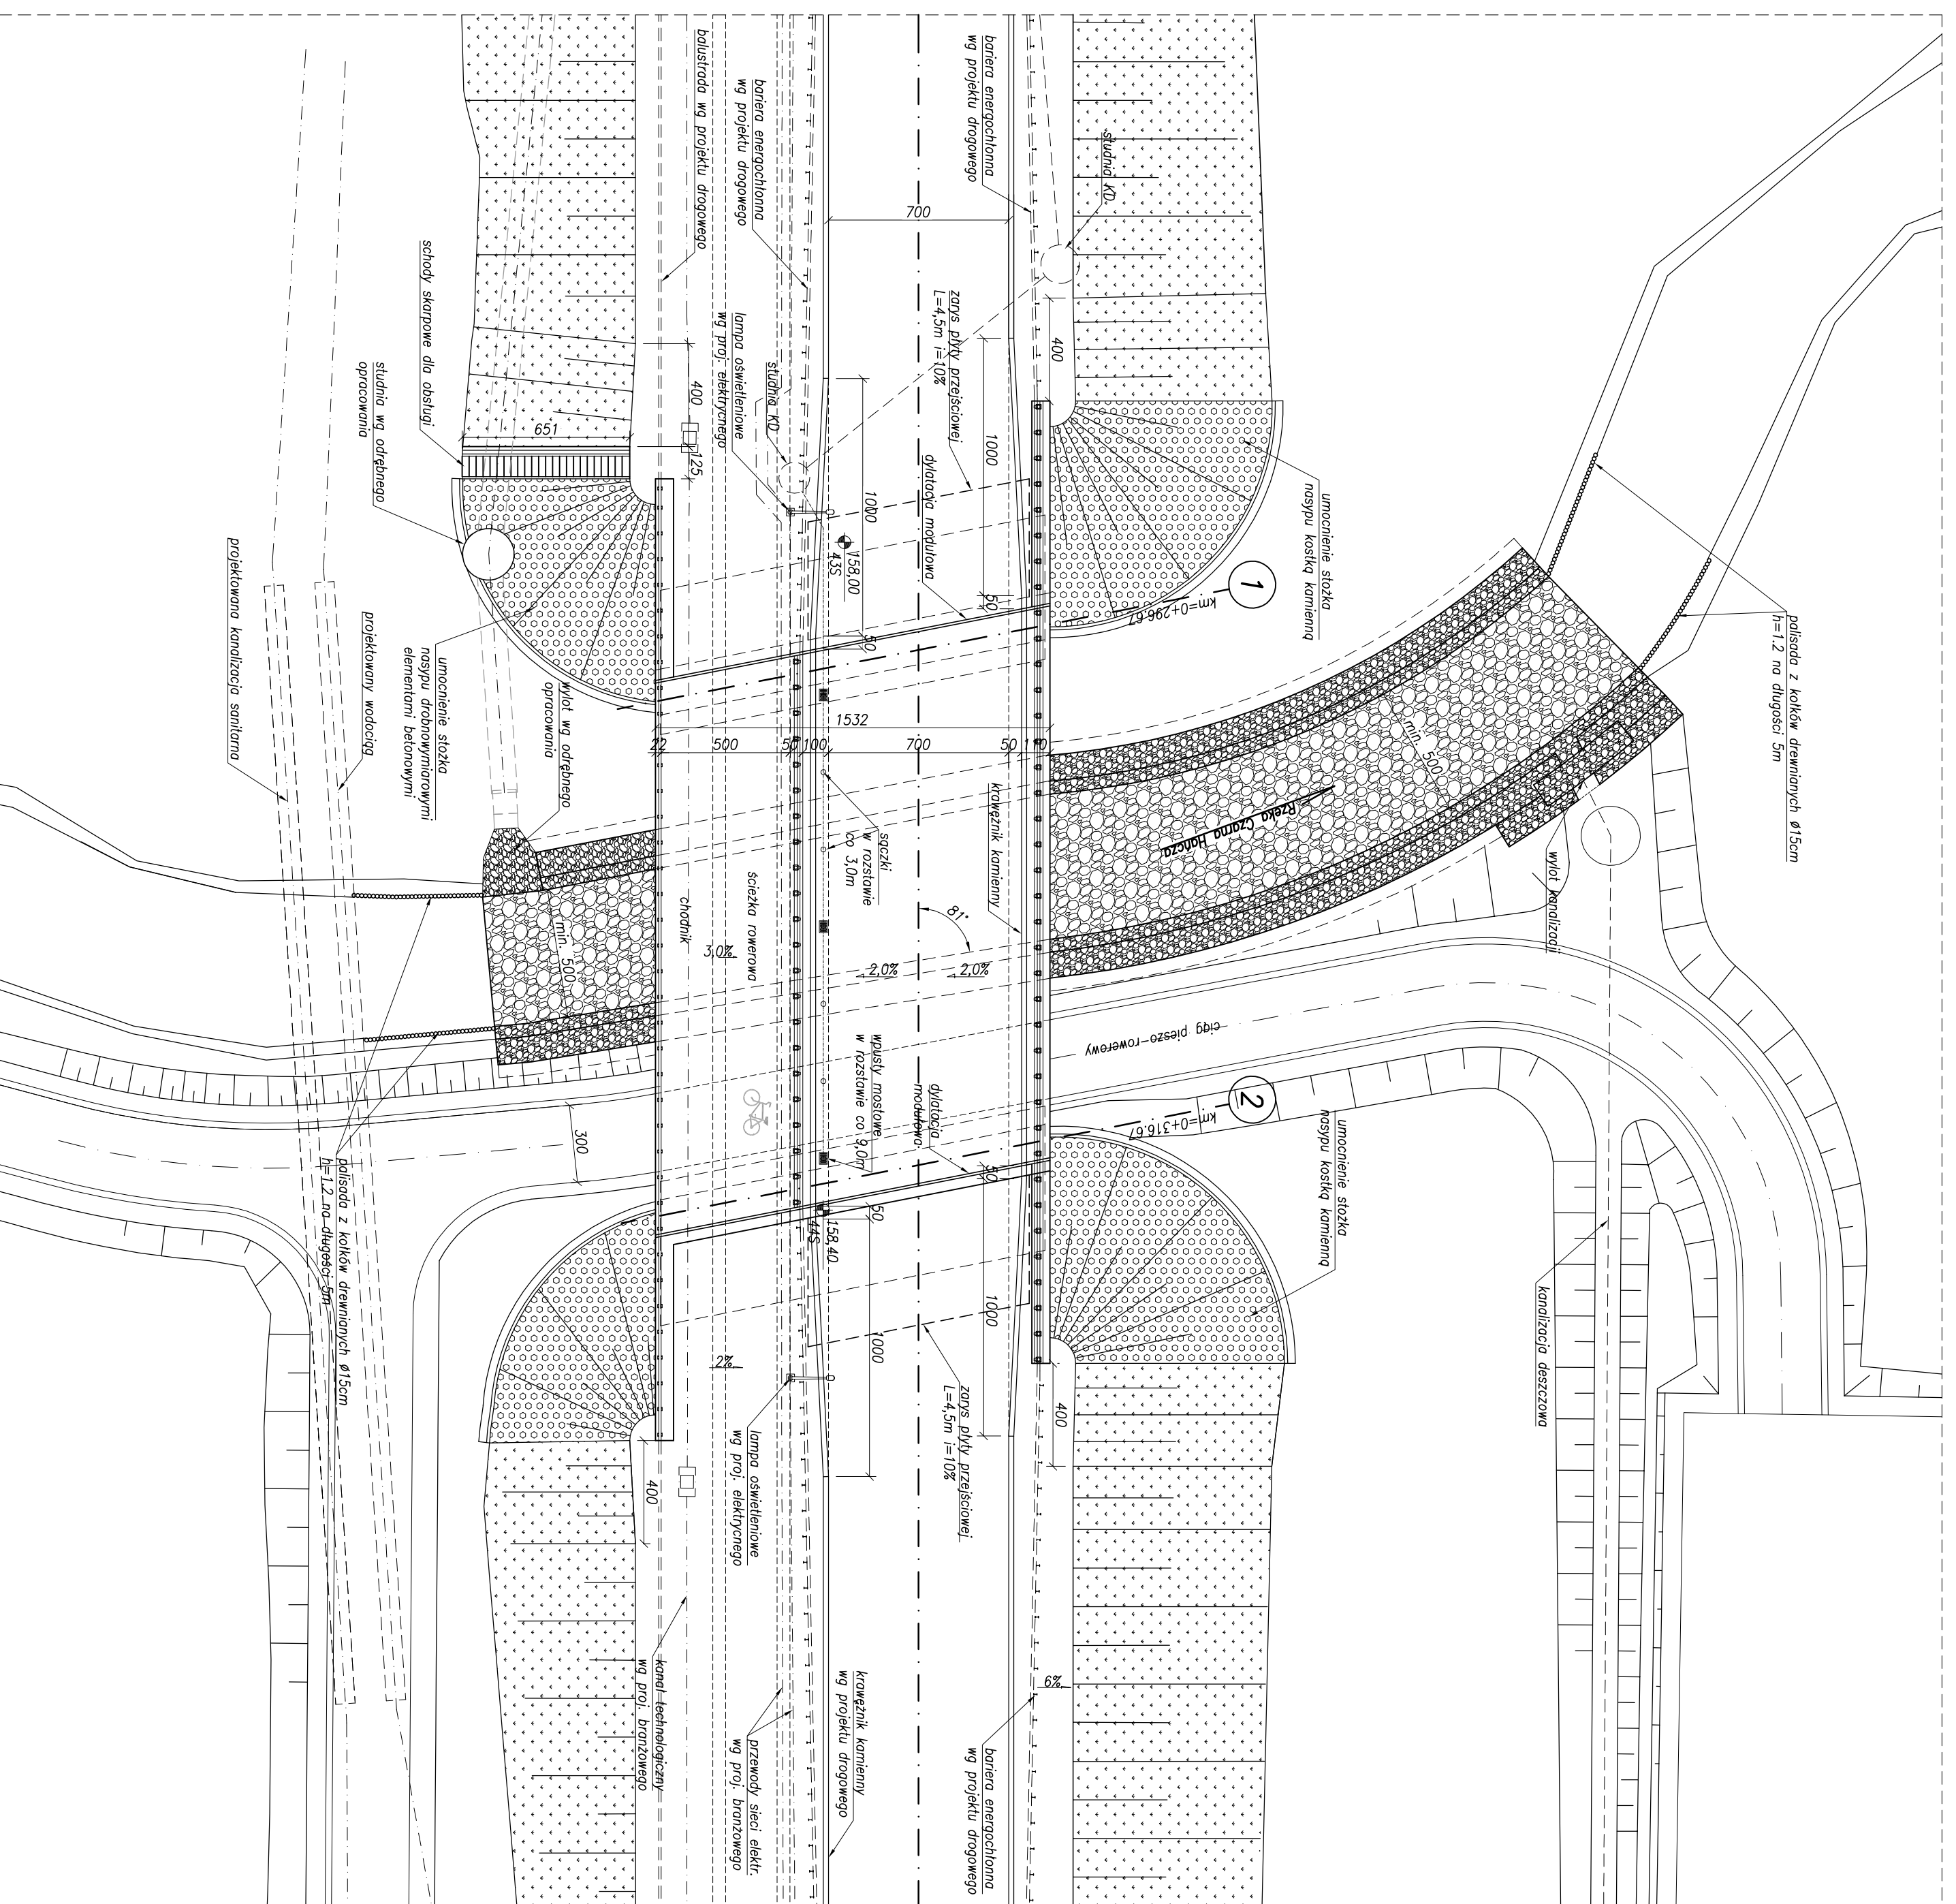 bariera energochłonna
wg projektu drogowego
studnia KD
balustrada wg projektu drogowego
bariera energochłonna
wg projektu drogowego
700
400
zarys płyty przejściowej
L=4,5m i=10%
lampa oświetleniowe
wg proj. elektrycnego
studnia KD
schody skarpowe dla obsługi
studnia wg odrębnego
opracowania
400
651
125
1000
1000
dylatacja modułowa
umocnienie stożka
nasypu kostką kamienną
158,00
43S
50
50
1
km=0+296.67
palisada z kołków drewnianych ø15cm
h=1.2 na długości 5m
projektowana kanalizacja sanitarna
projektowany wodociąg
umocnienie stożka
nasypu drobnowymiarowymi
elementami betonowymi
wylot wg odrębnego
opracowania
1532
22
500
50
100
700
50
110
min. 500
Rzeka Czarna Hańcza
krawężnik kamienny
sączki
w rozstawie
co 3,0m
wylot kanalizacji
ścieżka rowerowa
chodnik
81°
3,0%
2,0%
2,0%
min. 500
ciąg pieszo-rowerowy
wpusty mostowe
w rozstawie co 9,0m
dylatacja
modułowa
2
km=0+316.67
umocnienie stożka
nasypu kostką kamienną
300
50
50
158,40
44S
palisada z kołków drewnianych ø15cm
h=1.2 na długości 5m
1000
1000
2%
zarys płyty przejściowej
L=4,5m i=10%
400
400
lampa oświetleniowe
wg proj. elektrycnego
kanalizacja deszczowa
kanał technologiczny
wg proj. branżowego
przewody sieci elektr.
wg proj. branżowego
krawężnik kamienny
wg projektu drogowego
6%
bariera energochłonna
wg projektu drogowego